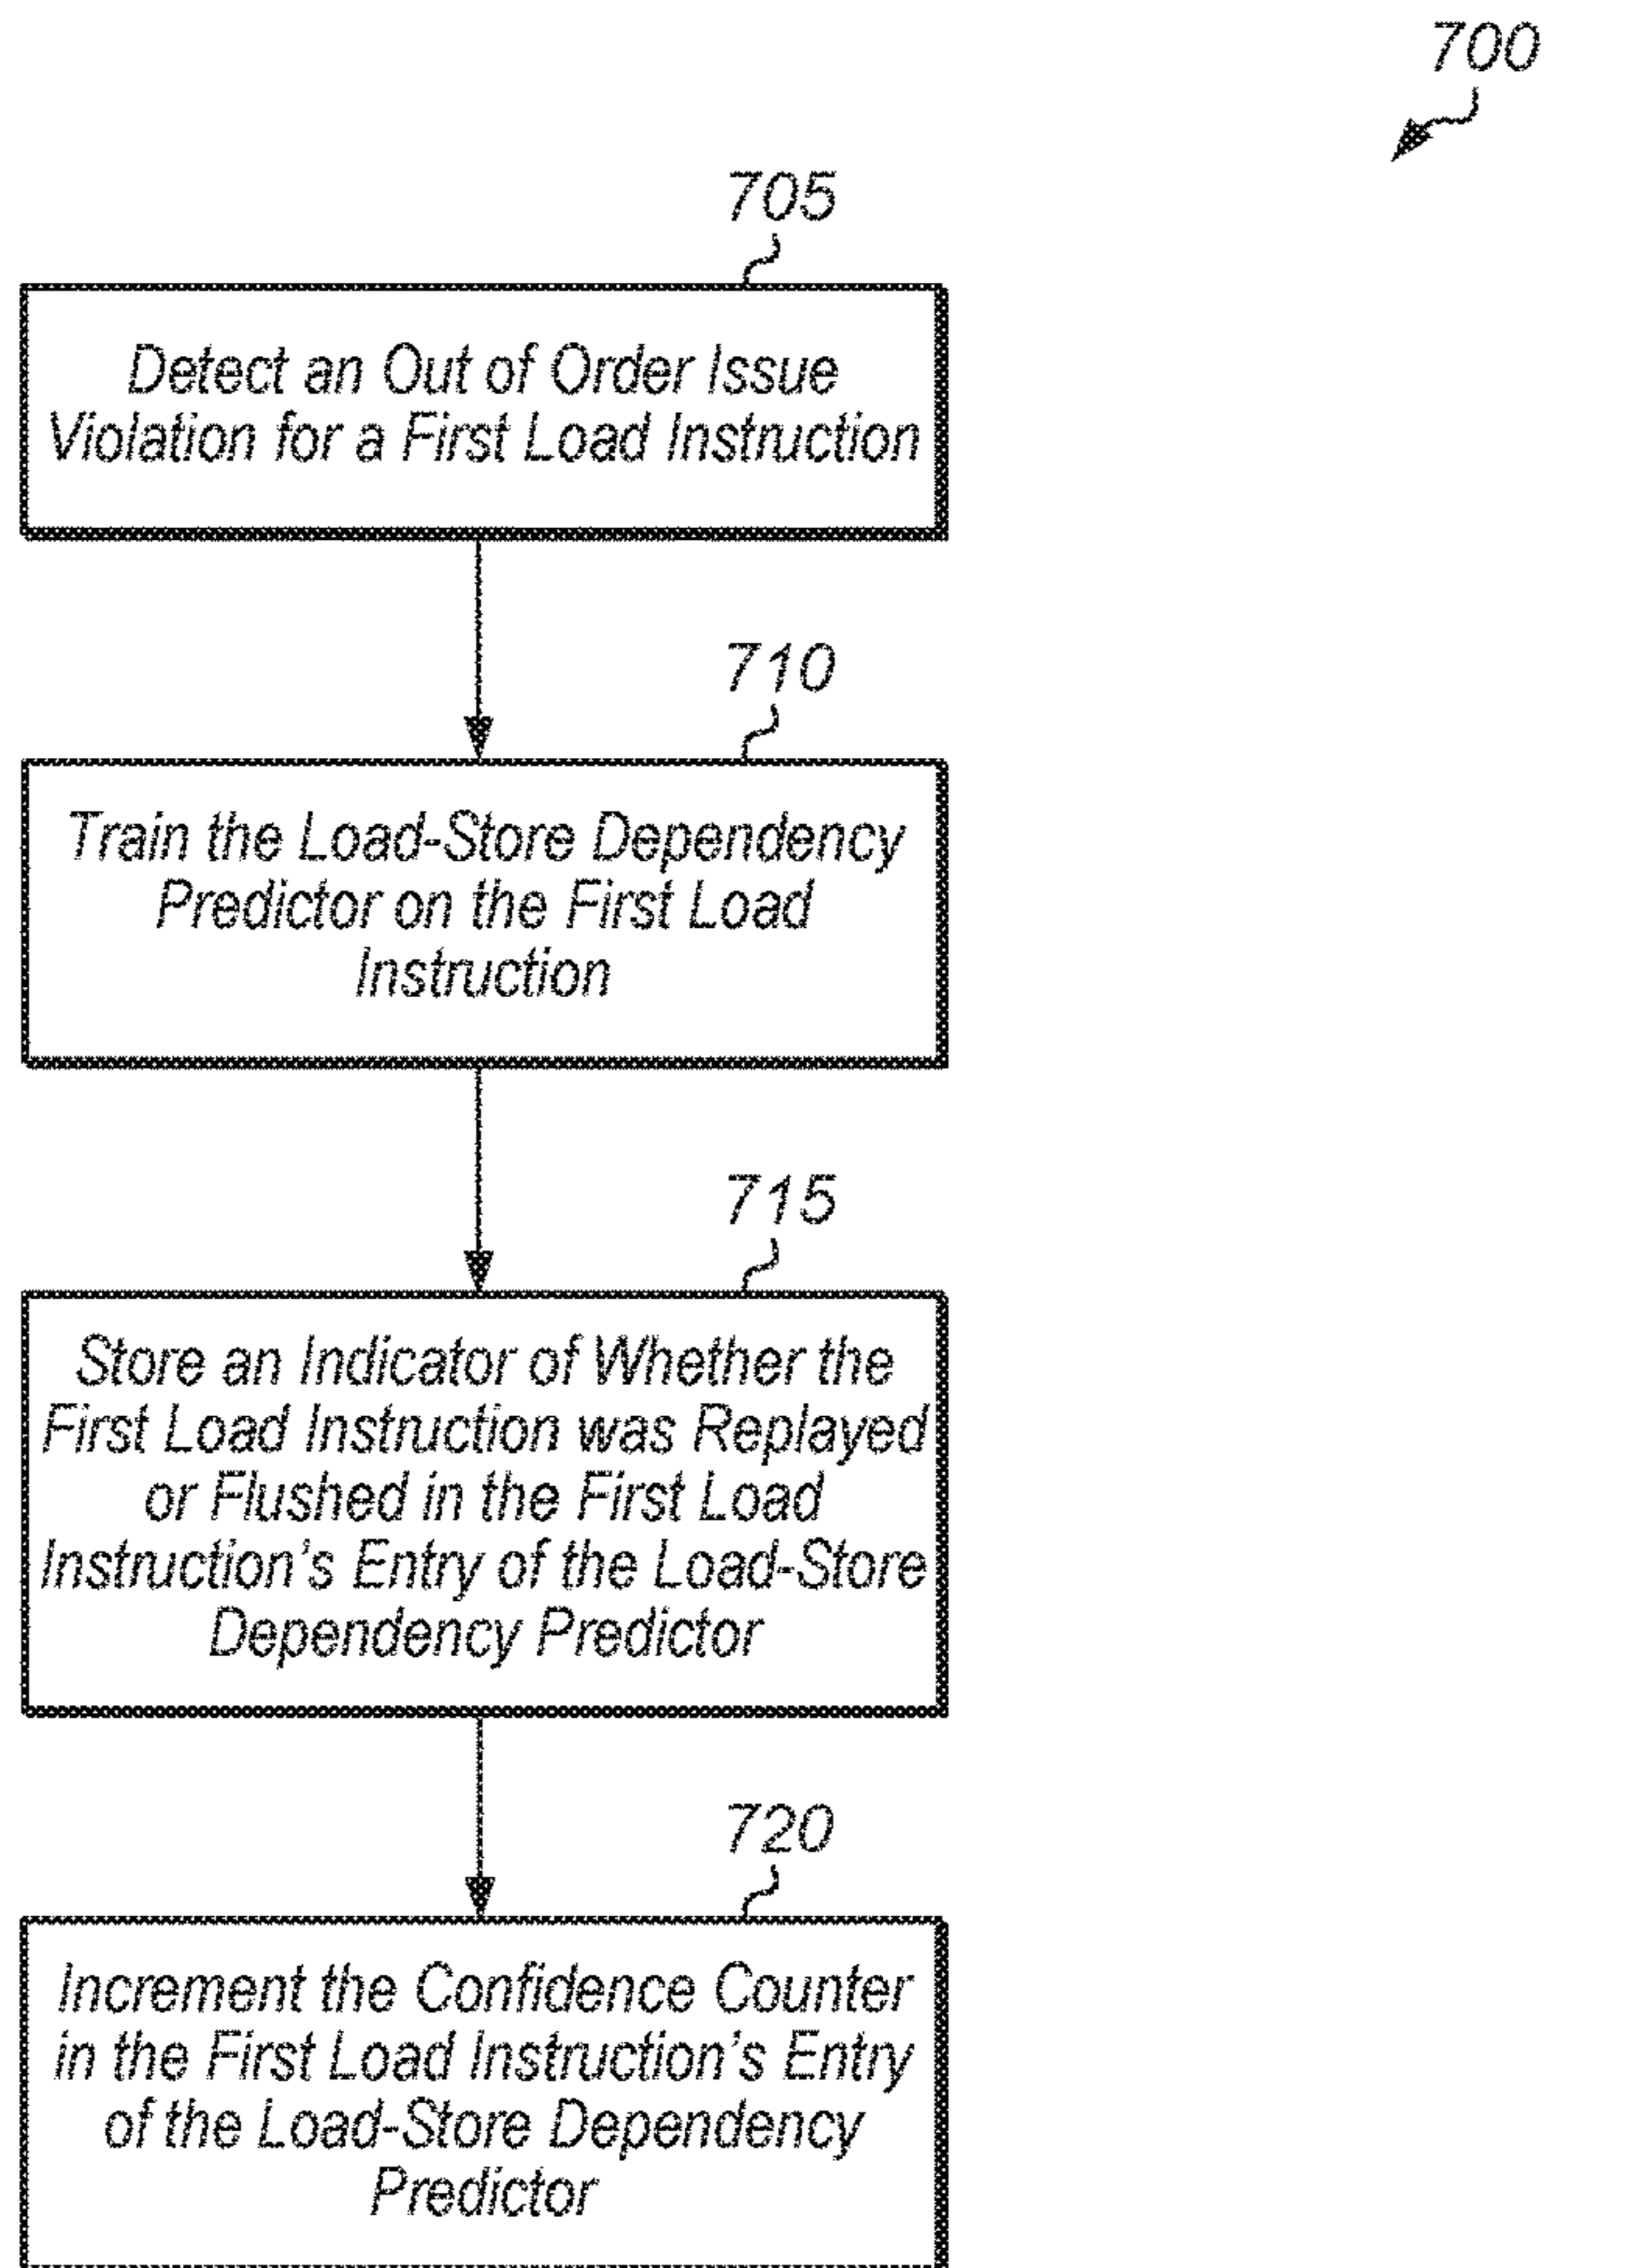 700
705
Detect an Out of Order Issue
Violation for a First Load Instruction
710
Train the Load-Store Dependency
Predictor on the First Load
Instruction
715
Store an Indicator of Whether the
First Load Instruction was Replayed
or Flushed in the First Load
Instruction's Entry of the Load-Store
Dependency Predictor
720
Increment the Confidence Counter
in the First Load Instruction's Entry
of the Load-Store Dependency
Predictor